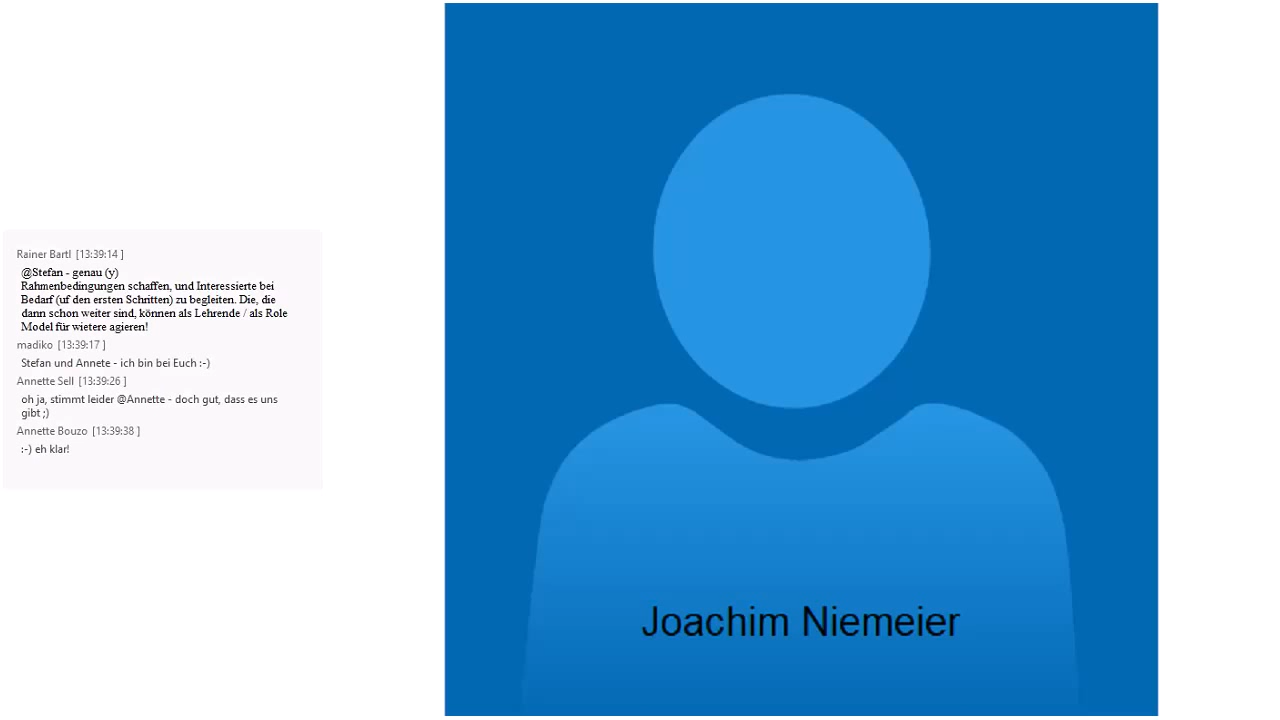 Rainer Bartl [13:39:14 ]
@Stefan - genau (y)
Rahmenbedingungen schaffen, und Interessierte bei
Bedarf (uf den ersten Schritten) zu begleiten. Die, die
dann schon weiter sind, können als Lehrende / als Role
Model für wietere agieren!
madiko [13:39:17 ]
Stefan und Annete - ich bin bei Euch :-)
Annette Sell [13:39:26 ]
oh ja, stimmt leider @Annette - doch gut, dass es uns
gibt ;)
Annette Bouzo [13:39:38 ]
:-) eh klar!
Joachim Niemeier